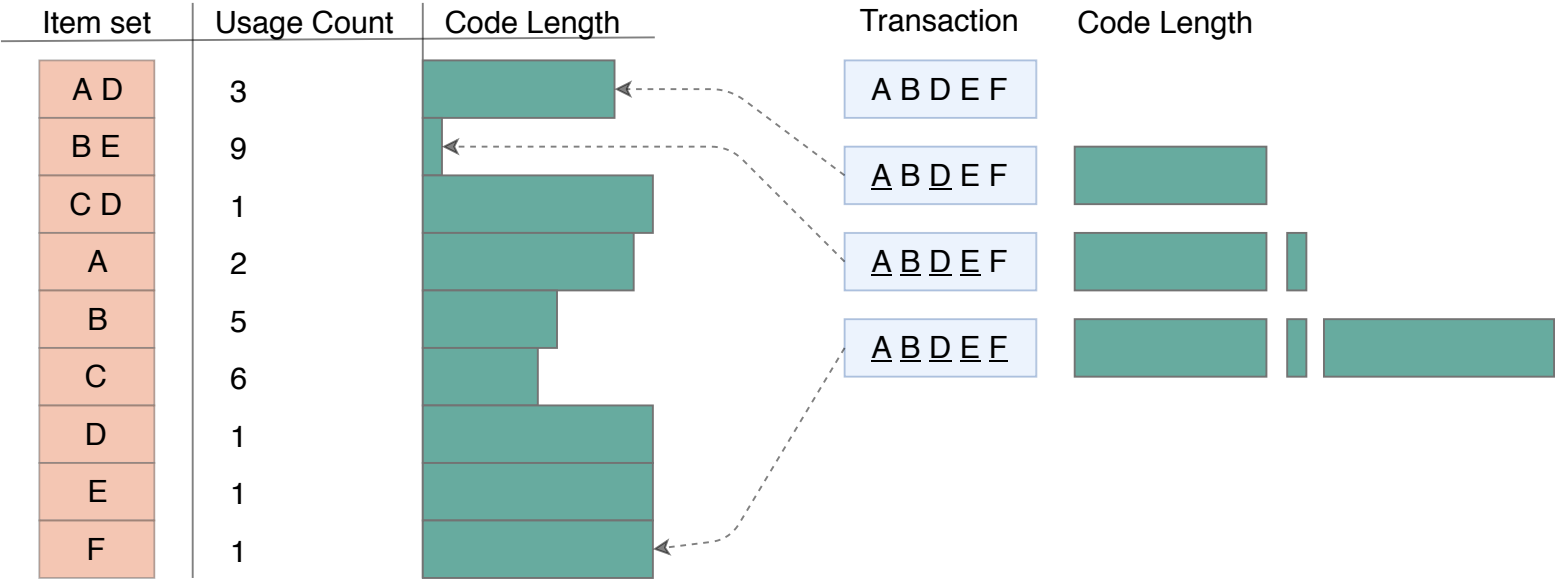 Item set Usage Count Code Length Transaction Code Length
A D 3 A B D E F
B E 9
A B D E F
C D 1
A 2 A B D E F
B 5
A B D E F
C 6
D 1
E 1
F 1